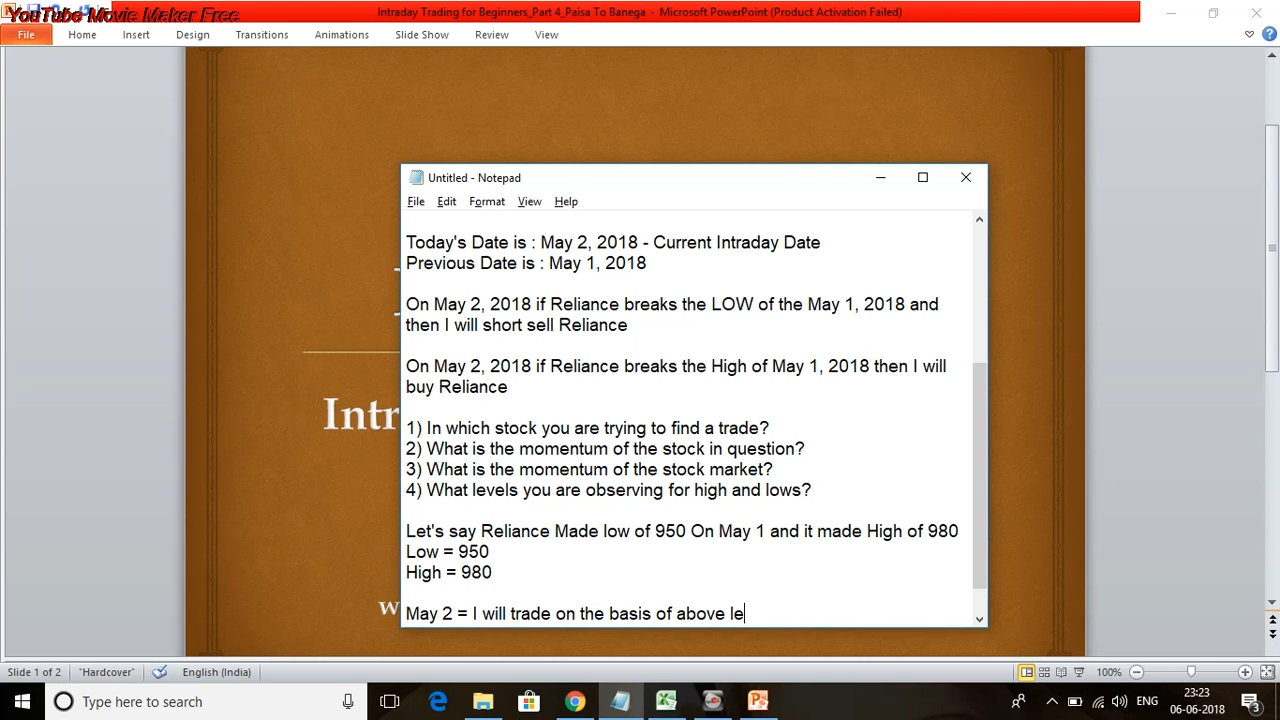 YouTube Movie Maker Free
Intraday Trading for Beginners_Part 4_Paisa To Banega - Microsoft PowerPoint (Product Activation Failed)
File Home Insert Design Transitions Animations Slide Show Review View
Untitled - Notepad
File Edit Format View Help
Today's Date is : May 2, 2018 - Current Intraday Date
Previous Date is : May 1, 2018
On May 2, 2018 if Reliance breaks the LOW of the May 1, 2018 and
then I will short sell Reliance
On May 2, 2018 if Reliance breaks the High of May 1, 2018 then I will
buy Reliance
1) In which stock you are trying to find a trade?
2) What is the momentum of the stock in question?
3) What is the momentum of the stock market?
4) What levels you are observing for high and lows?
Let's say Reliance Made low of 950 On May 1 and it made High of 980
Low = 950
High = 980
May 2 = I will trade on the basis of above le
Intr
w
Slide 1 of 2 "Hardcover" English (India) 100%
Type here to search ENG 23:23
06-06-2018 3